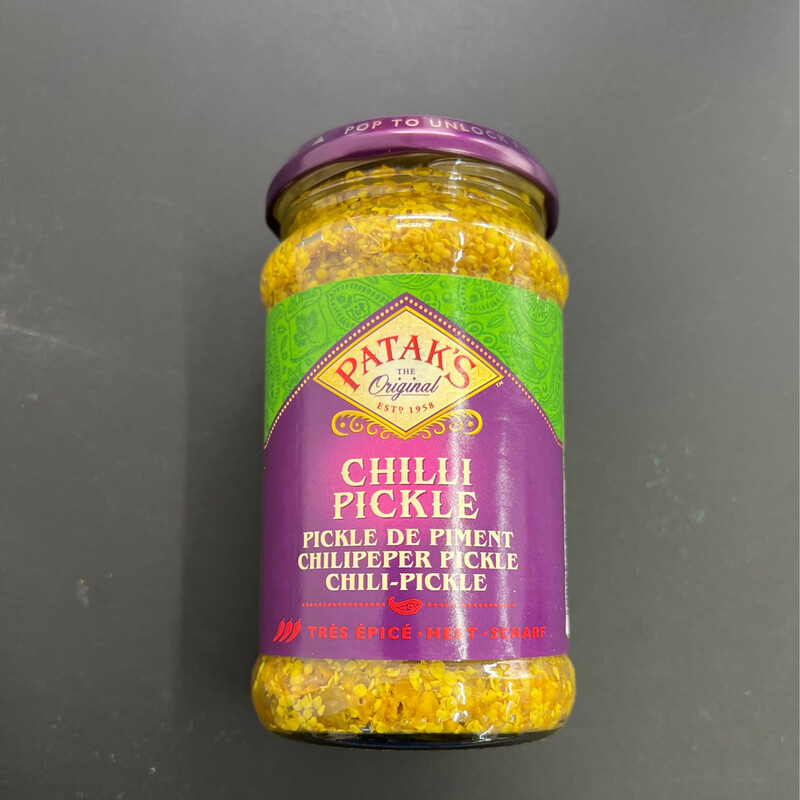 POP TO UNLOCK
PATAK'S
THE
Original
ESTD 1958
TM
CHILLI
PICKLE
PICKLE DE PIMENT
CHILIPEPER PICKLE
CHILI-PICKLE
TRÈS ÉPICÉ · HEET · SCHARF